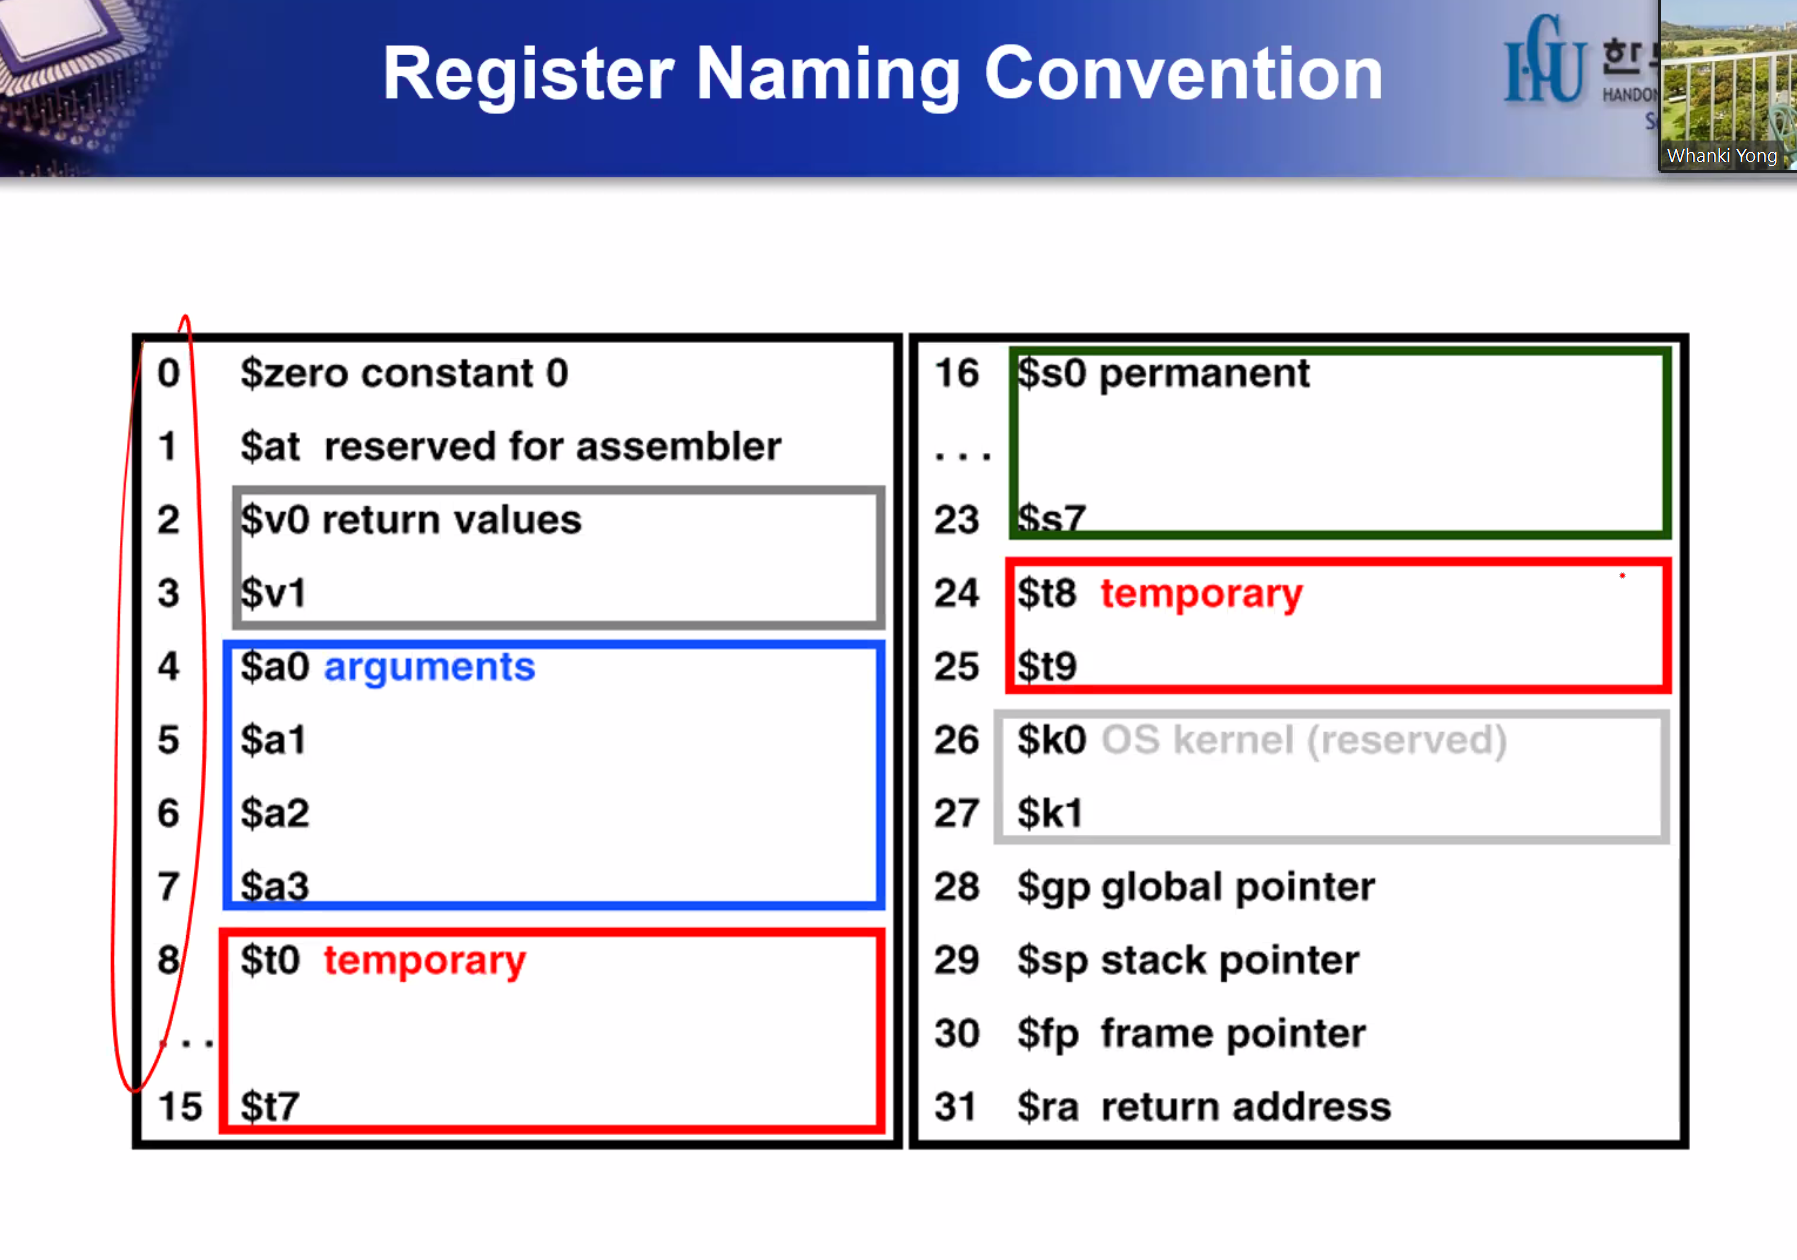 Register Naming Convention
HANDON
Whanki Yong
0 $zero constant 0
1 $at reserved for assembler
2 $v0 return values
3 $v1
4 $a0 arguments
5 $a1
6 $a2
7 $a3
8 $t0 temporary
...
15 $t7
16 $s0 permanent
...
23 $s7
24 $t8 temporary
25 $t9
26 $k0 OS kernel (reserved)
27 $k1
28 $gp global pointer
29 $sp stack pointer
30 $fp frame pointer
31 $ra return address